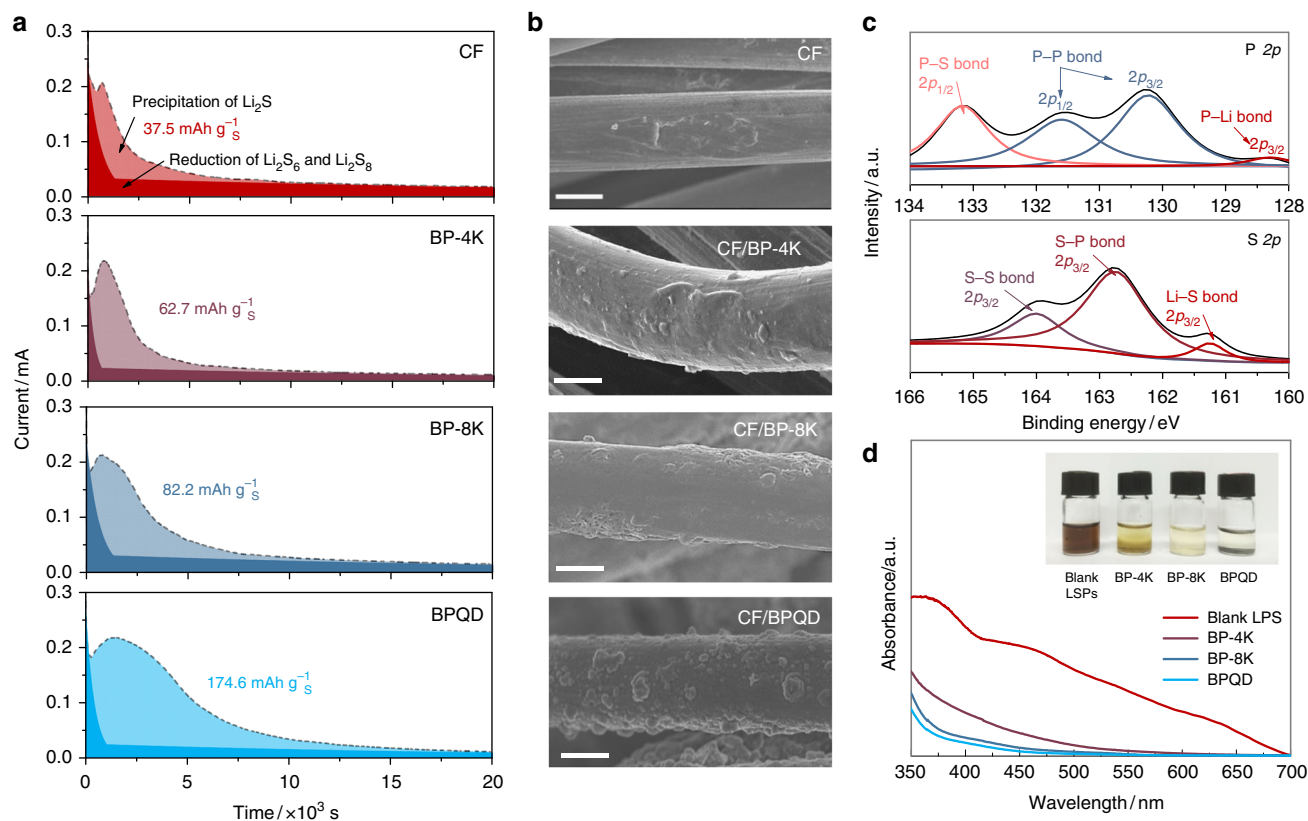 a
0.3
0.2
0.1
0.0
CF
Precipitation of Li₂S
37.5 mAh g⁻¹S
Reduction of Li₂S₆ and Li₂S₈
0.3
0.2
0.1
0.0
BP-4K
62.7 mAh g⁻¹S
0.3
0.2
0.1
0.0
BP-8K
82.2 mAh g⁻¹S
0.3
0.2
0.1
0.0
BPQD
174.6 mAh g⁻¹S
0 5 10 15 20
Time / ×10³ s
Current / mA
b
CF
CF/BP-4K
CF/BP-8K
CF/BPQD
c
P 2p
P–S bond
2p1/2
P–P bond
2p1/2
2p3/2
P–Li bond
2p3/2
134 133 132 131 130 129 128
S 2p
S–S bond
2p3/2
S–P bond
2p3/2
Li–S bond
2p3/2
166 165 164 163 162 161 160
Binding energy / eV
Intensity / a.u.
d
Blank
LSPs
BP-4K
BP-8K
BPQD
Blank LPS
BP-4K
BP-8K
BPQD
350 400 450 500 550 600 650 700
Wavelength / nm
Absorbance/a.u.